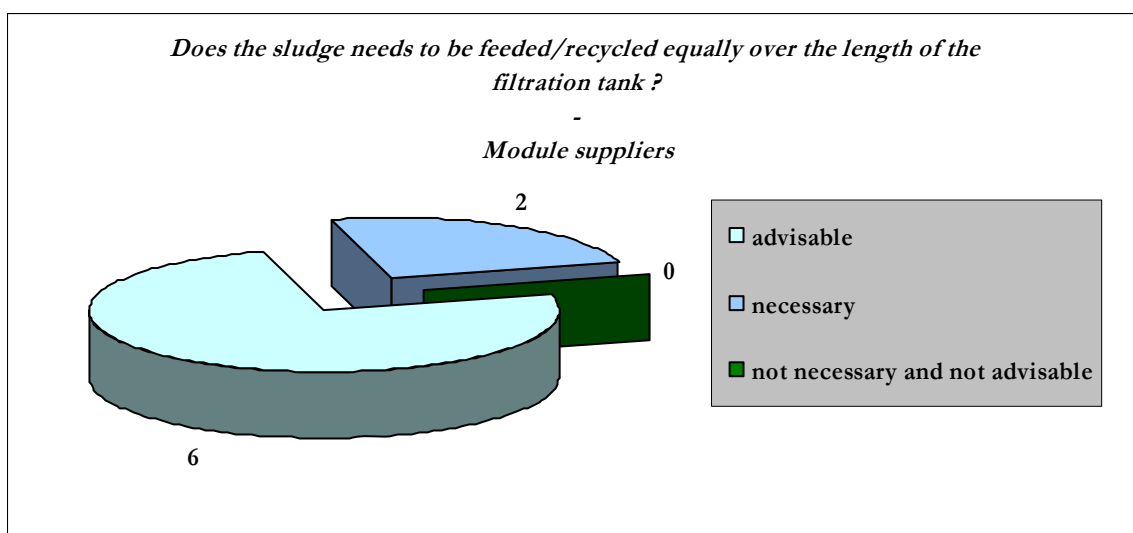 Does the sludge needs to be feeded/recycled equally over the length of the
filtration tank ?
-
Module suppliers
2
0
6
advisable
necessary
not necessary and not advisable